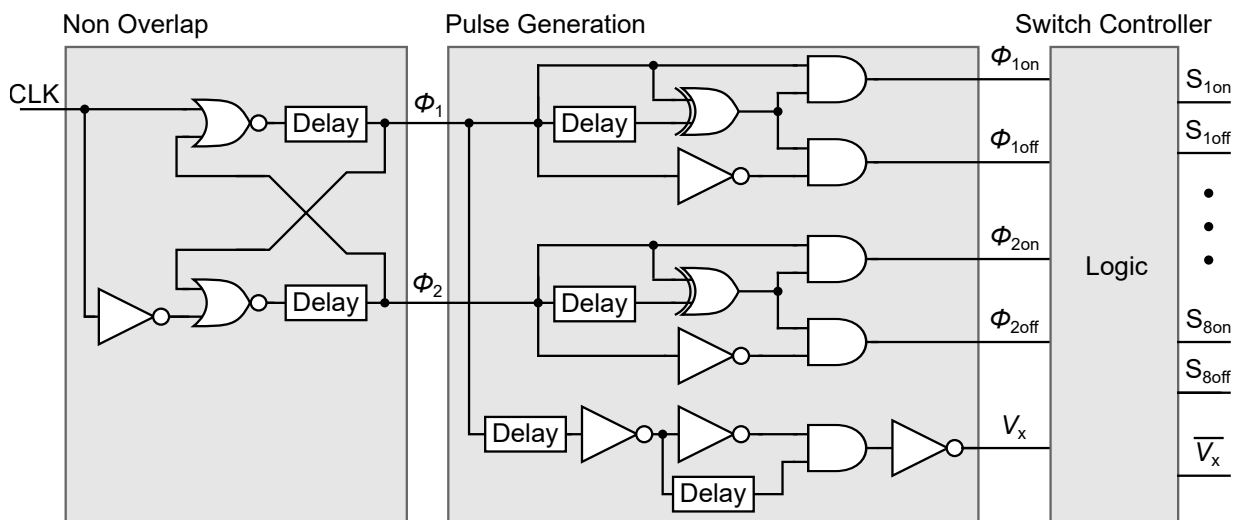 Non Overlap
Pulse Generation
Switch Controller
CLK
Delay
Φ1
Delay
Φ1on
Φ1off
S1on
S1off
Delay
Φ2
Delay
Φ2on
Φ2off
Logic
S8on
S8off
Delay
Delay
Vx
V̅x̅